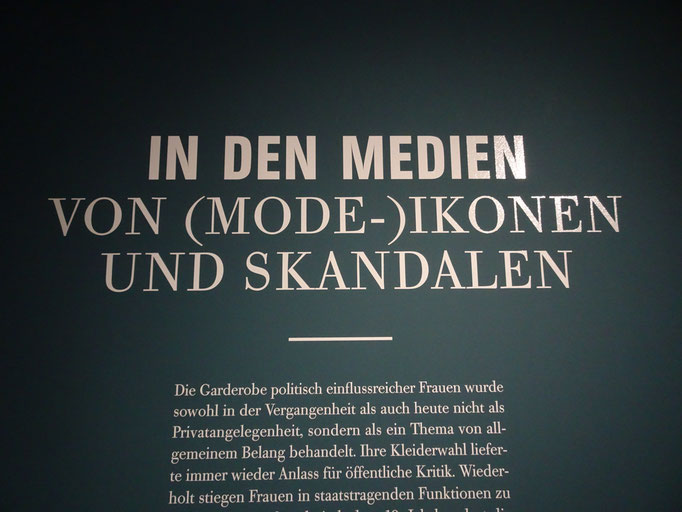 IN DEN MEDIEN
VON (MODE-)IKONEN
UND SKANDALEN
Die Garderobe politisch einflussreicher Frauen wurde
sowohl in der Vergangenheit als auch heute nicht als
Privatangelegenheit, sondern als ein Thema von all-
gemeinem Belang behandelt. Ihre Kleiderwahl liefer-
te immer wieder Anlass für öffentliche Kritik. Wieder-
holt stiegen Frauen in staatstragenden Funktionen zu